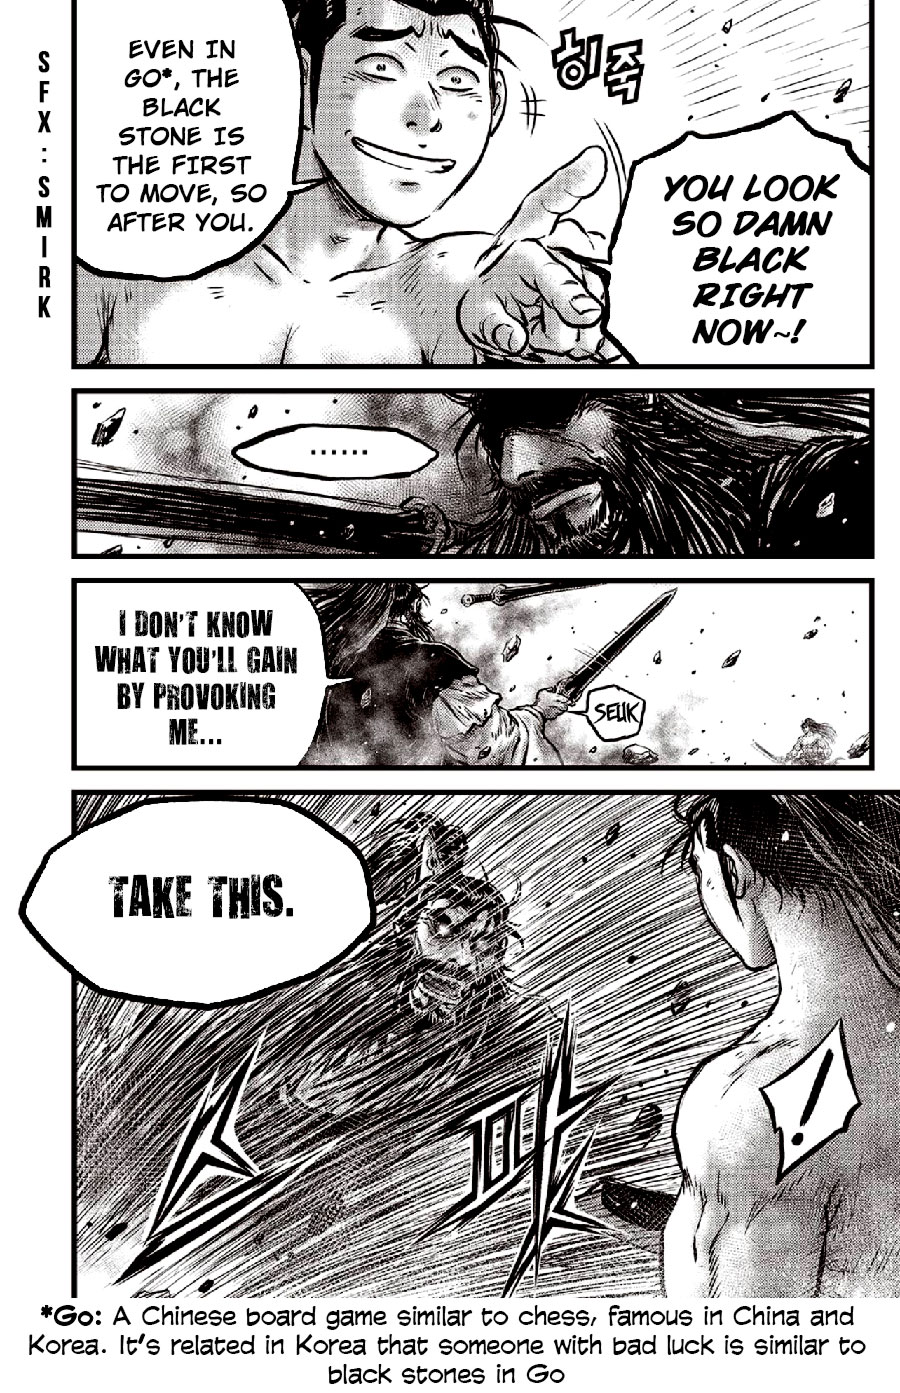 SFX: SMIRK
EVEN IN
GO*, THE
BLACK
STONE IS
THE FIRST
TO MOVE, SO
AFTER YOU.
히죽
YOU LOOK
SO DAMN
BLACK
RIGHT
NOW~!
......
I DON'T KNOW
WHAT YOU'LL GAIN
BY PROVOKING
ME...
SEUK
TAKE THIS.
!
*Go: A Chinese board game similar to chess, famous in China and
Korea. It's related in Korea that someone with bad luck is similar to
black stones in Go